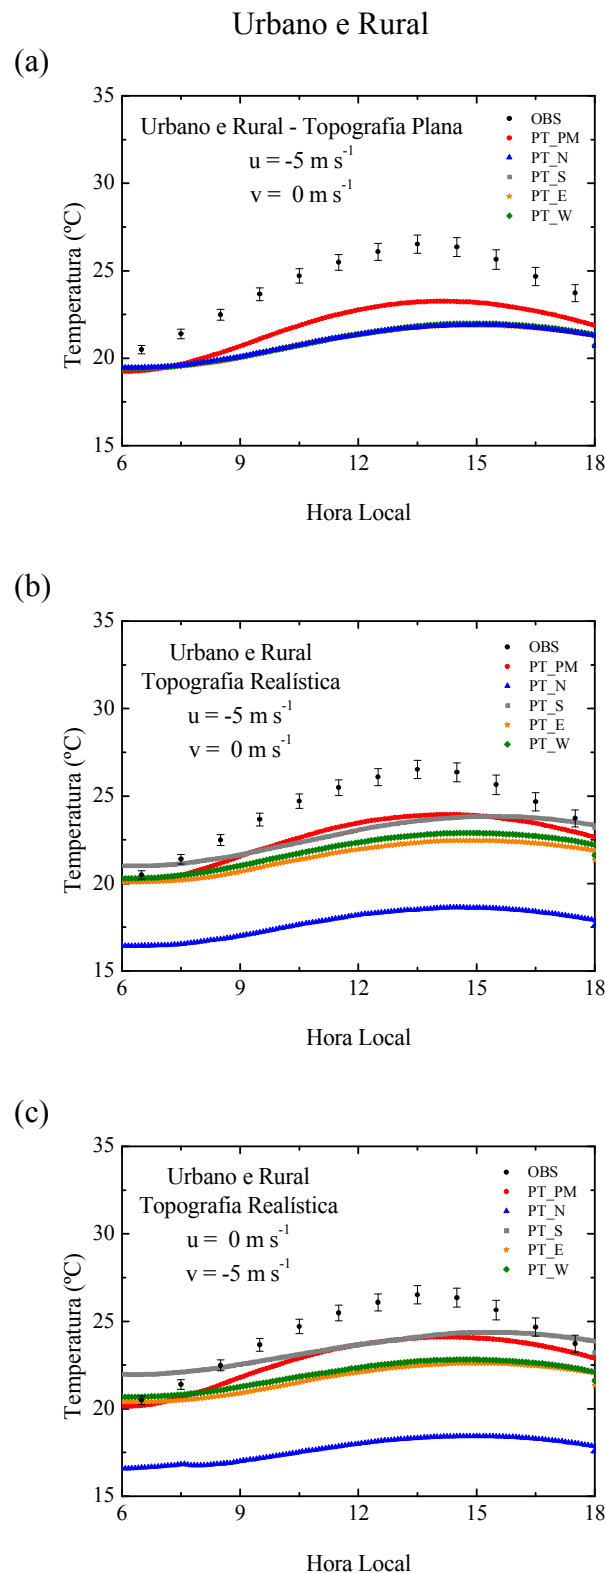 Urbano e Rural
(a)
35
30
25
20
15
Temperatura (ºC)
Urbano e Rural - Topografia Plana
u = -5 m s-1
v = 0 m s-1
OBS
PT_PM
PT_N
PT_S
PT_E
PT_W
6 9 12 15 18
Hora Local
(b)
35
30
25
20
15
Temperatura (ºC)
Urbano e Rural
Topografia Realística
u = -5 m s-1
v = 0 m s-1
OBS
PT_PM
PT_N
PT_S
PT_E
PT_W
6 9 12 15 18
Hora Local
(c)
35
30
25
20
15
Temperatura (ºC)
Urbano e Rural
Topografia Realística
u = 0 m s-1
v = -5 m s-1
OBS
PT_PM
PT_N
PT_S
PT_E
PT_W
6 9 12 15 18
Hora Local